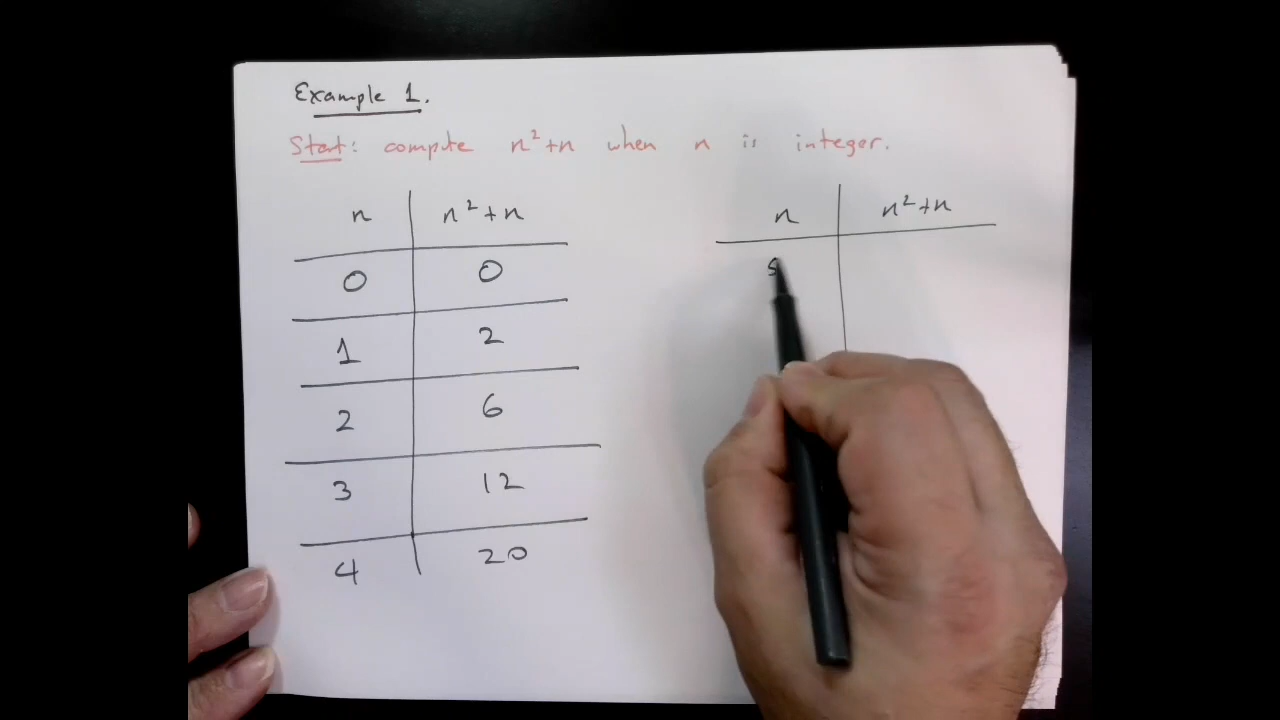 Example 1.
Start: compute n²+n when n is integer.
n n²+n
0 0
1 2
2 6
3 12
4 20
n n²+n